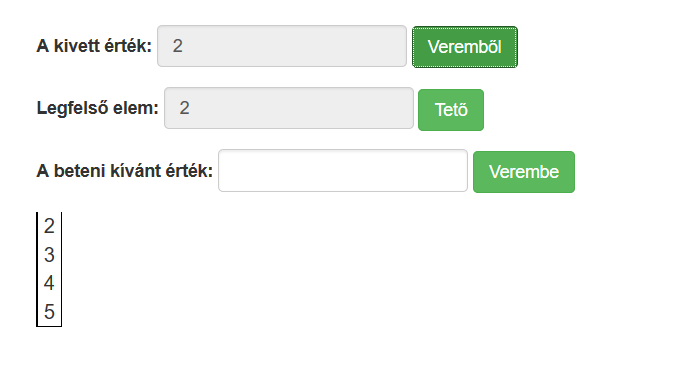 A kivett érték: 2 Veremből
Legfelső elem: 2 Tető
A beteni kívánt érték: Verembe
2
3
4
5